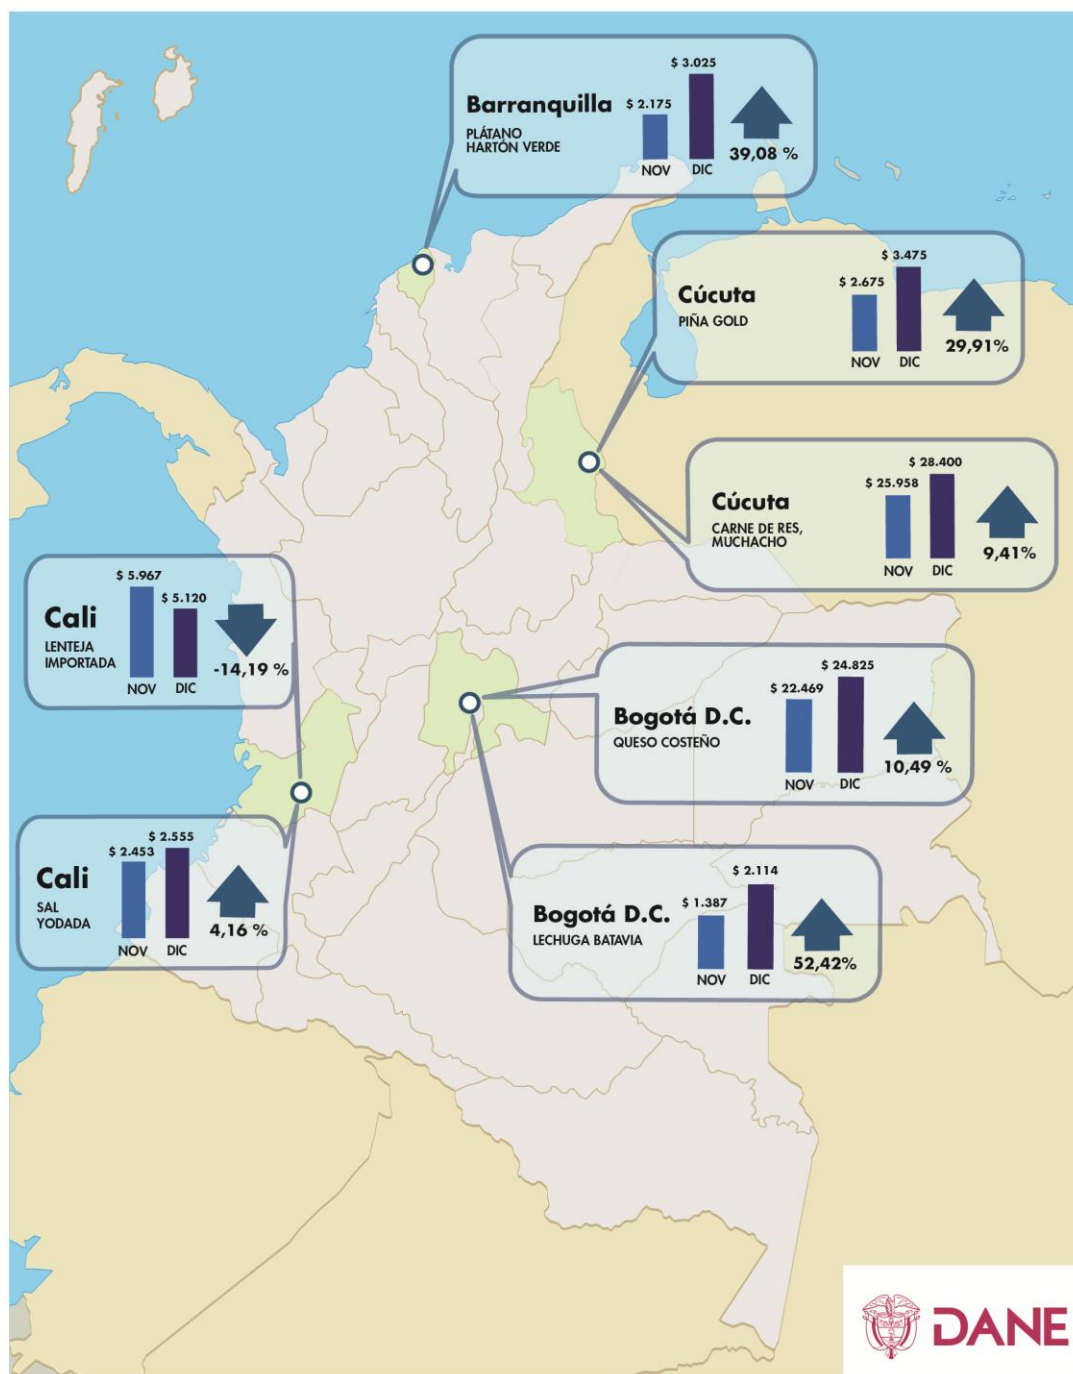 Barranquilla
PLÁTANO
HARTÓN VERDE
$ 2.175
$ 3.025
NOV
DIC
39,08 %
Cúcuta
PIÑA GOLD
$ 2.675
$ 3.475
NOV
DIC
29,91%
Cúcuta
CARNE DE RES,
MUCHACHO
$ 25.958
$ 28.400
NOV
DIC
9,41%
Cali
LENTEJA
IMPORTADA
$ 5.967
$ 5.120
NOV
DIC
-14,19 %
Bogotá D.C.
QUESO COSTEÑO
$ 22.469
$ 24.825
NOV
DIC
10,49 %
Cali
SAL
YODADA
$ 2.453
$ 2.555
NOV
DIC
4,16 %
Bogotá D.C.
LECHUGA BATAVIA
$ 1.387
$ 2.114
NOV
DIC
52,42%
DANE